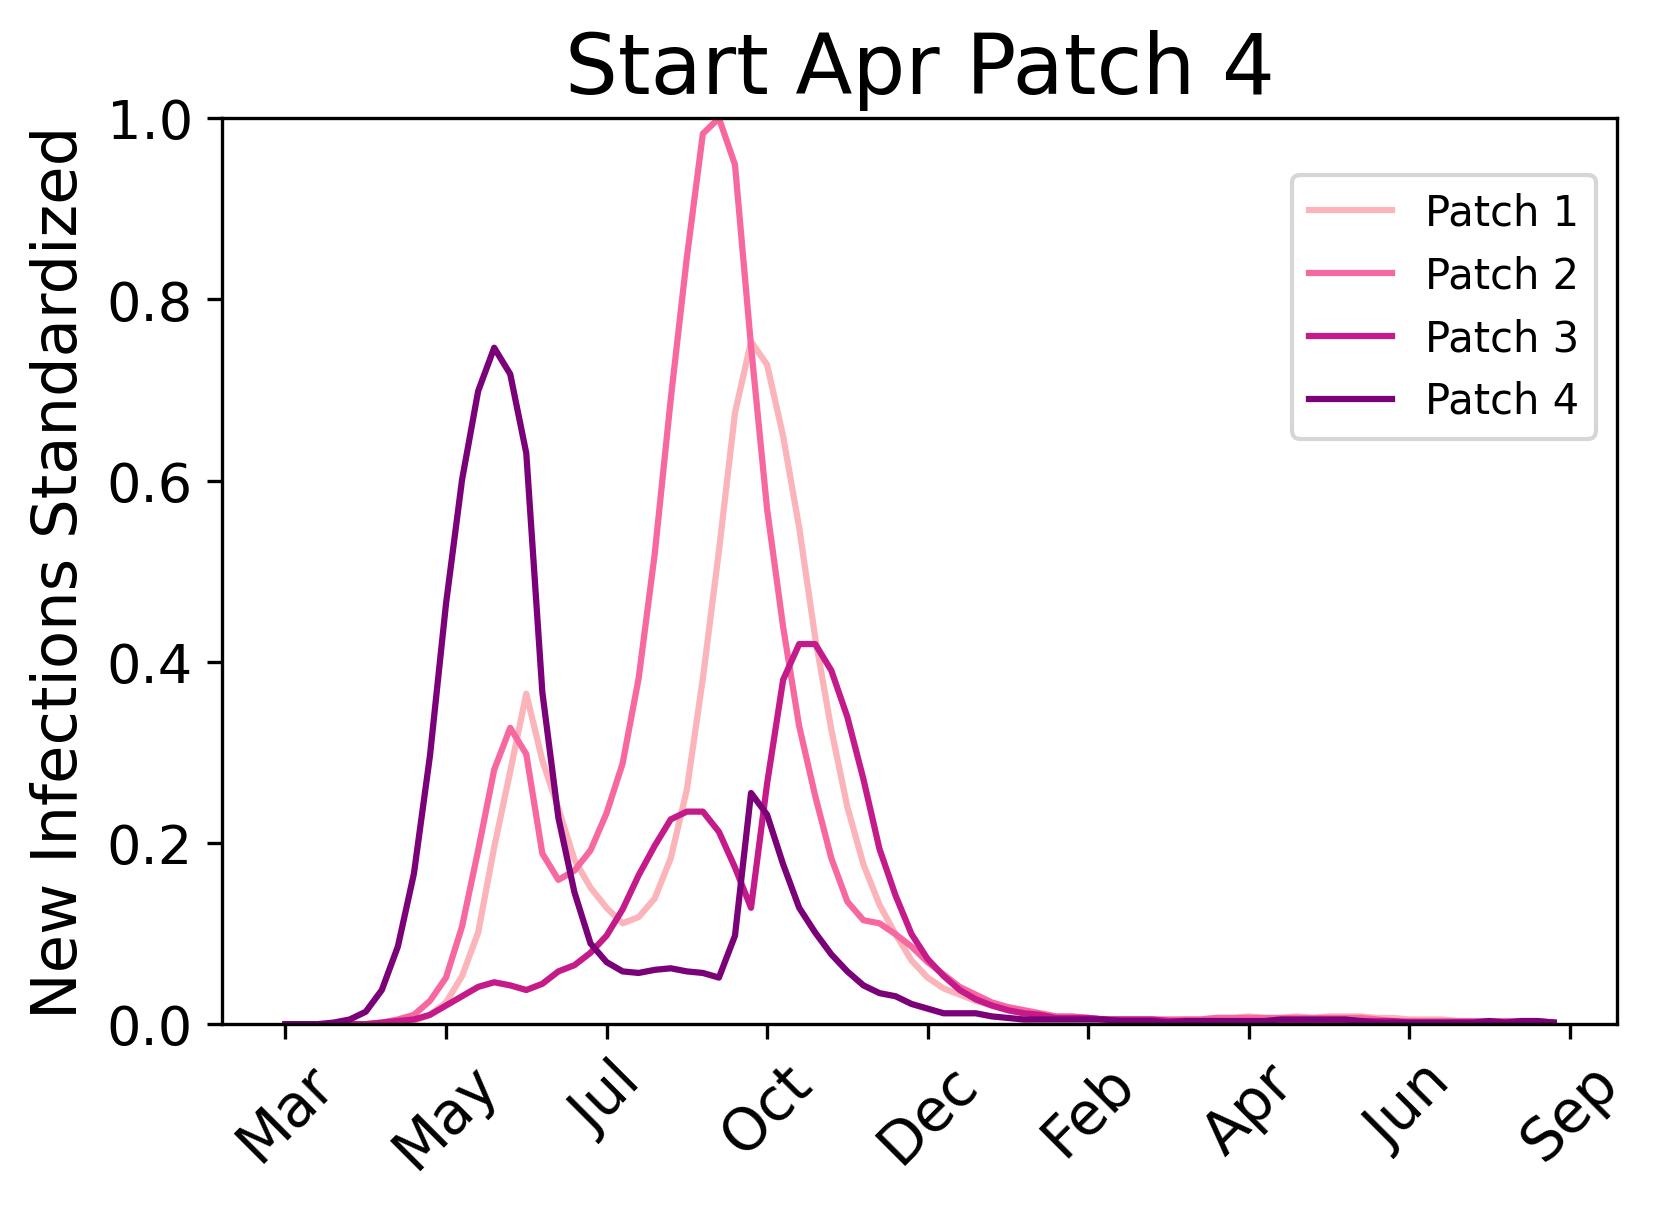 Start Apr Patch 4
New Infections Standardized
1.0
0.8
0.6
0.4
0.2
0.0
Mar May Jul Oct Dec Feb Apr Jun Sep
Patch 1
Patch 2
Patch 3
Patch 4